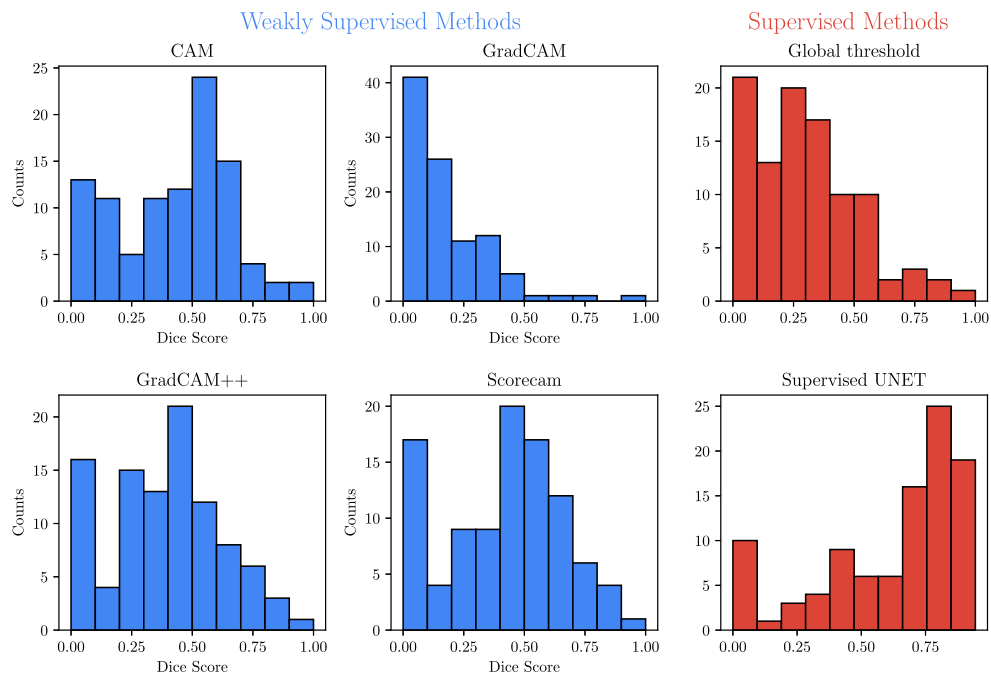 Weakly Supervised Methods
Supervised Methods
CAM
GradCAM
Global threshold
25
20
15
10
5
0
Counts
0.00 0.25 0.50 0.75 1.00
Dice Score
40
30
20
10
0
Counts
0.00 0.25 0.50 0.75 1.00
Dice Score
20
15
10
5
0
0.00 0.25 0.50 0.75 1.00
GradCAM++
Scorecam
Supervised UNET
20
15
10
5
0
Counts
0.00 0.25 0.50 0.75 1.00
Dice Score
20
15
10
5
0
Counts
0.00 0.25 0.50 0.75 1.00
Dice Score
25
20
15
10
5
0
0.00 0.25 0.50 0.75